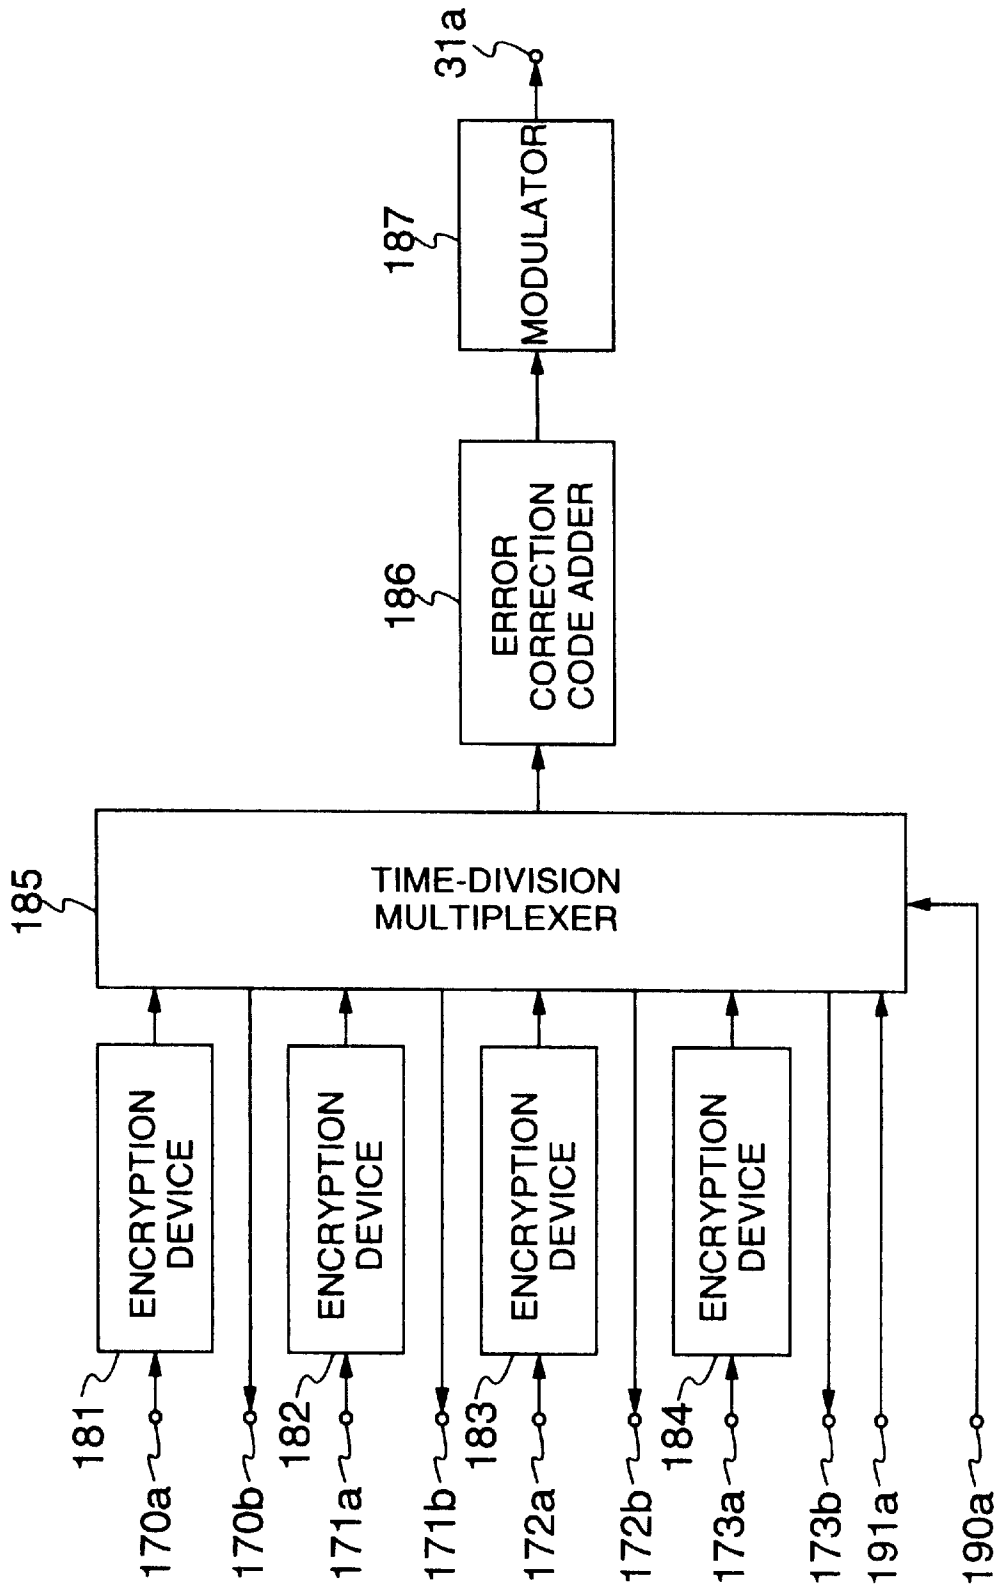 31a
187
MODULATOR
186
ERROR
CORRECTION
CODE ADDER
185
TIME-DIVISION
MULTIPLEXER
181
ENCRYPTION
DEVICE
182
ENCRYPTION
DEVICE
183
ENCRYPTION
DEVICE
184
ENCRYPTION
DEVICE
170a
170b
171a
171b
172a
172b
173a
173b
191a
190a